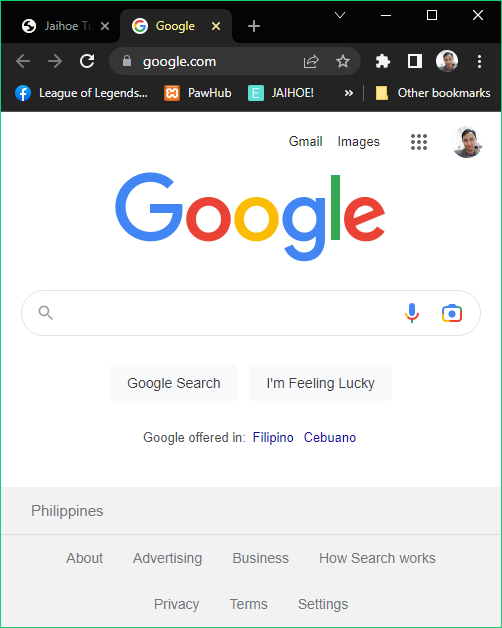 Jaihoe Google
google.com
League of Legends... PawHub E JAIHOE! » Other bookmarks
Gmail Images
Google
Google Search I'm Feeling Lucky
Google offered in: Filipino Cebuano
Philippines
About Advertising Business How Search works
Privacy Terms Settings